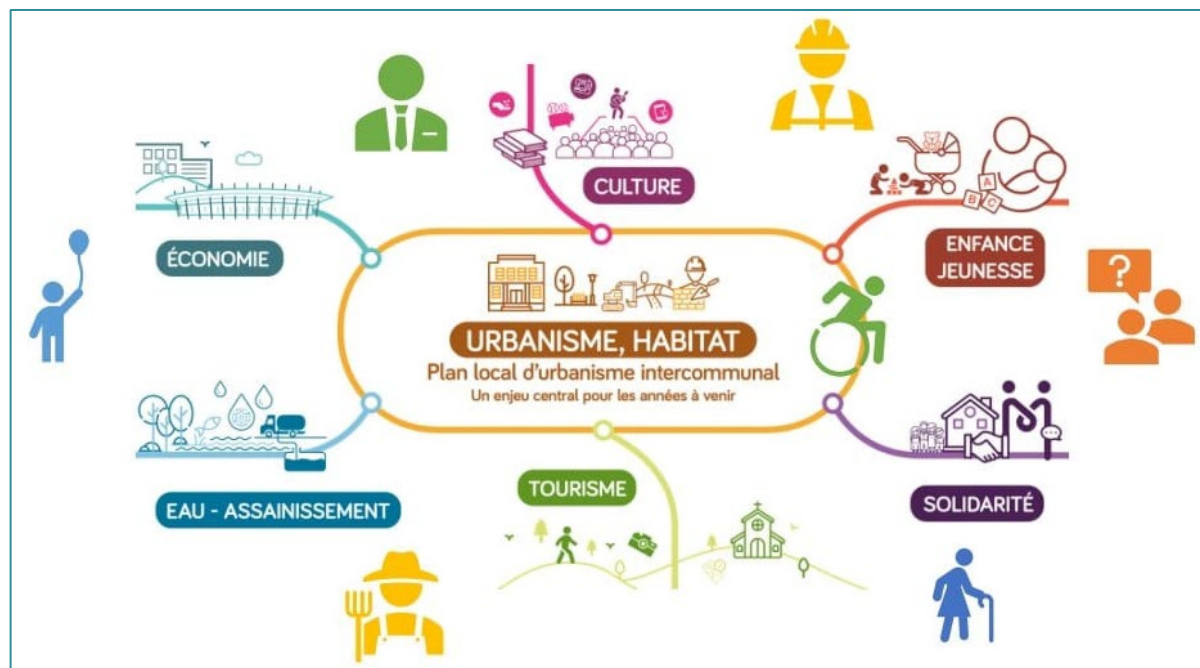 CULTURE
ÉCONOMIE
A
B
C
ENFANCE
JEUNESSE
?
URBANISME, HABITAT
Plan local d'urbanisme intercommunal
Un enjeu central pour les années à venir
EAU - ASSAINISSEMENT
TOURISME
SOLIDARITÉ